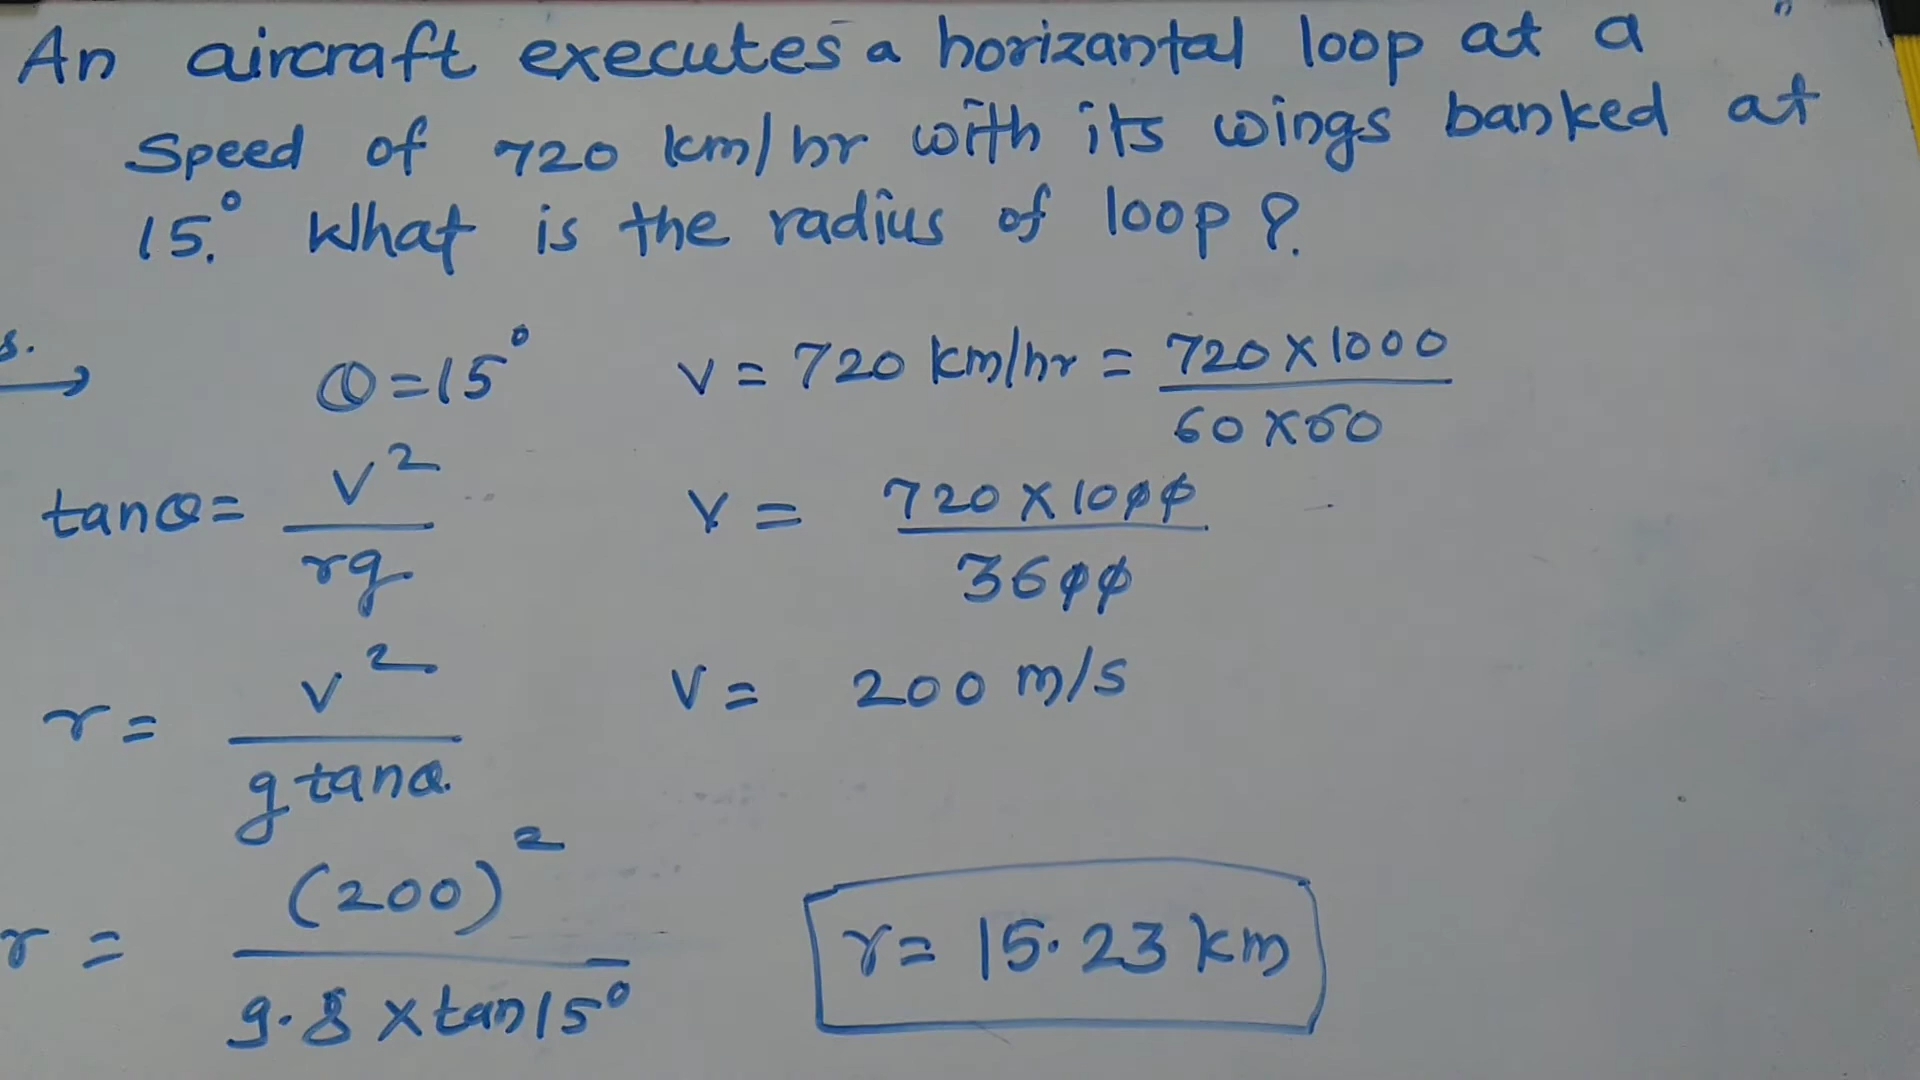 An aircraft executes a horizantal loop at a
Speed of 720 km/hr with its wings banked at
15.° What is the radius of loop ?.
s.
θ=15° v = 720 km/hr = 720 x 1000 / 60 x 60
tanθ= v² / rg
v = 720 x 1000 / 3600
r= v² / g tanθ.
v = 200 m/s
r = (200)² / 9.8 x tan15°
r= 15.23 km